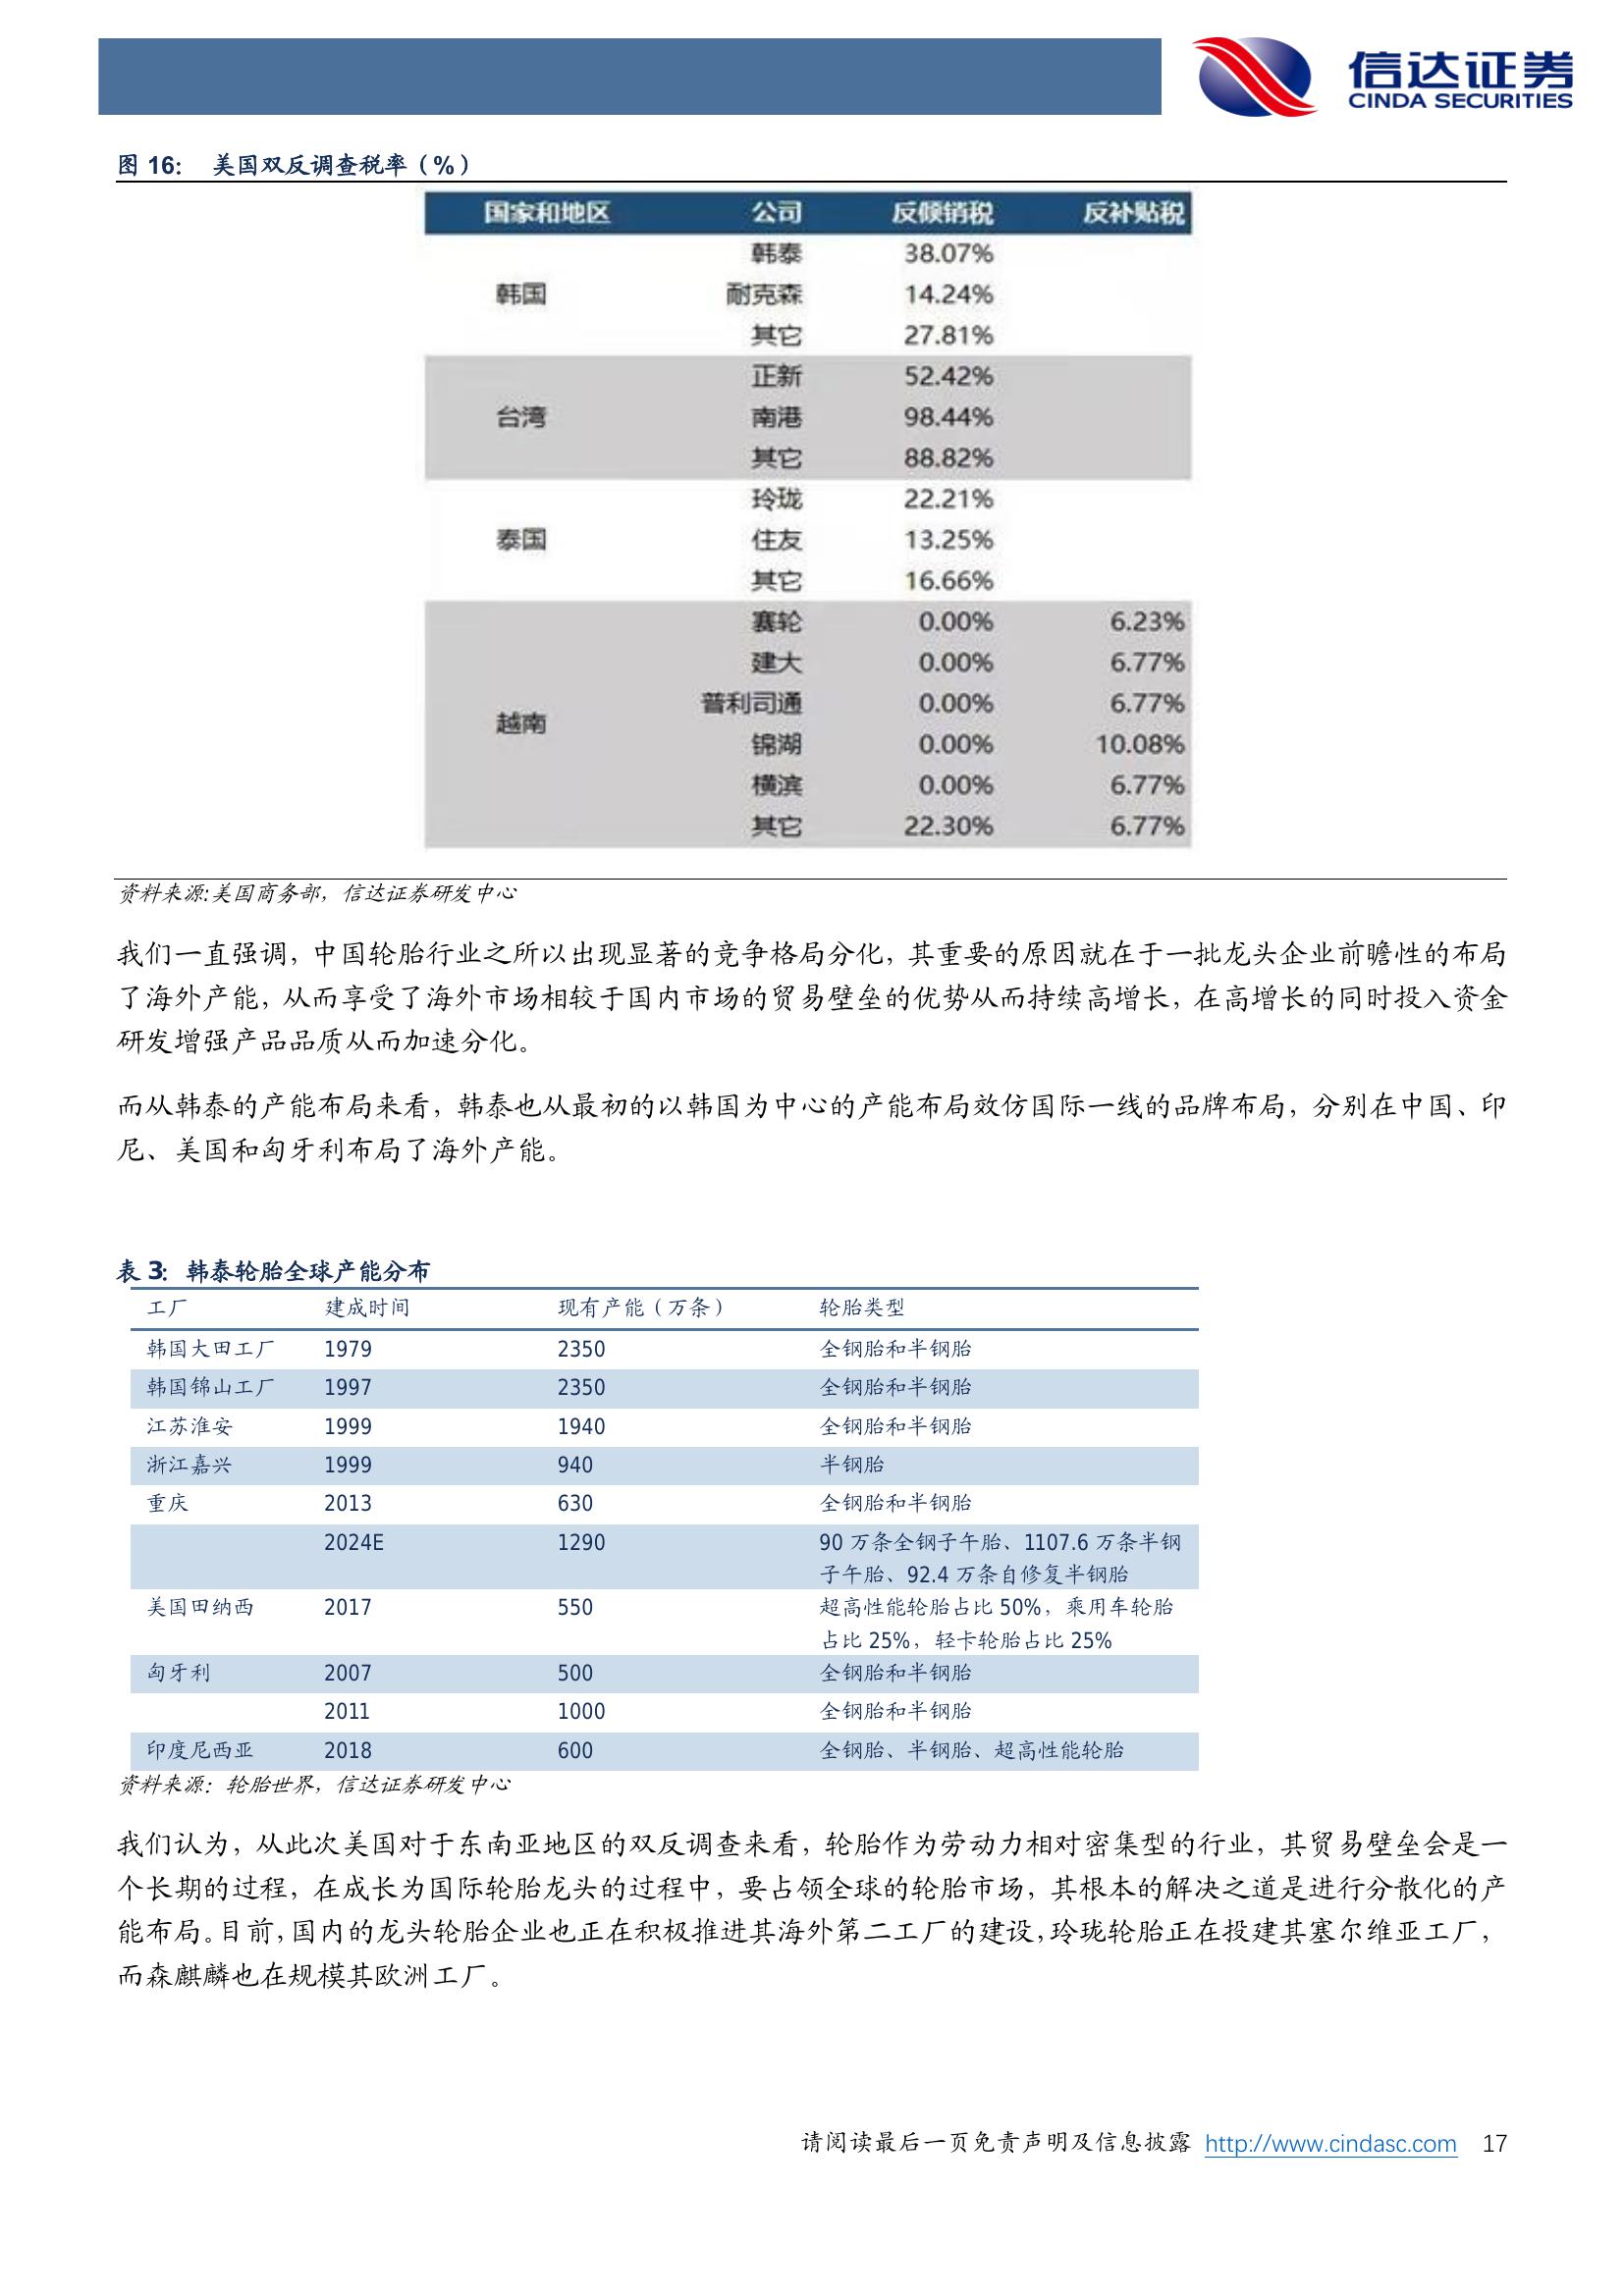 信达证券
CINDA SECURITIES
图 16： 美国双反调查税率（%）
国家和地区 公司 反倾销税 反补贴税
韩泰 38.07%
韩国 耐克森 14.24%
其它 27.81%
正新 52.42%
台湾 南港 98.44%
其它 88.82%
玲珑 22.21%
泰国 住友 13.25%
其它 16.66%
赛轮 0.00% 6.23%
建大 0.00% 6.77%
普利司通 0.00% 6.77%
越南
锦湖 0.00% 10.08%
横滨 0.00% 6.77%
其它 22.30% 6.77%
资料来源:美国商务部，信达证券研发中心
我们一直强调，中国轮胎行业之所以出现显著的竞争格局分化，其重要的原因就在于一批龙头企业前瞻性的布局
了海外产能，从而享受了海外市场相较于国内市场的贸易壁垒的优势从而持续高增长，在高增长的同时投入资金
研发增强产品品质从而加速分化。
而从韩泰的产能布局来看，韩泰也从最初的以韩国为中心的产能布局效仿国际一线的品牌布局，分别在中国、印
尼、美国和匈牙利布局了海外产能。
表 3: 韩泰轮胎全球产能分布
工厂 建成时间 现有产能（万条） 轮胎类型
韩国大田工厂 1979 2350 全钢胎和半钢胎
韩国锦山工厂 1997 2350 全钢胎和半钢胎
江苏淮安 1999 1940 全钢胎和半钢胎
浙江嘉兴 1999 940 半钢胎
重庆 2013 630 全钢胎和半钢胎
2024E 1290 90 万条全钢子午胎、1107.6 万条半钢
子午胎、92.4 万条自修复半钢胎
美国田纳西 2017 550 超高性能轮胎占比 50%，乘用车轮胎
占比 25%，轻卡轮胎占比 25%
匈牙利 2007 500 全钢胎和半钢胎
2011 1000 全钢胎和半钢胎
印度尼西亚 2018 600 全钢胎、半钢胎、超高性能轮胎
资料来源：轮胎世界，信达证券研发中心
我们认为，从此次美国对于东南亚地区的双反调查来看，轮胎作为劳动力相对密集型的行业，其贸易壁垒会是一
个长期的过程，在成长为国际轮胎龙头的过程中，要占领全球的轮胎市场，其根本的解决之道是进行分散化的产
能布局。目前，国内的龙头轮胎企业也正在积极推进其海外第二工厂的建设，玲珑轮胎正在投建其塞尔维亚工厂，
而森麒麟也在规模其欧洲工厂。
请阅读最后一页免责声明及信息披露 http://www.cindasc.com 17